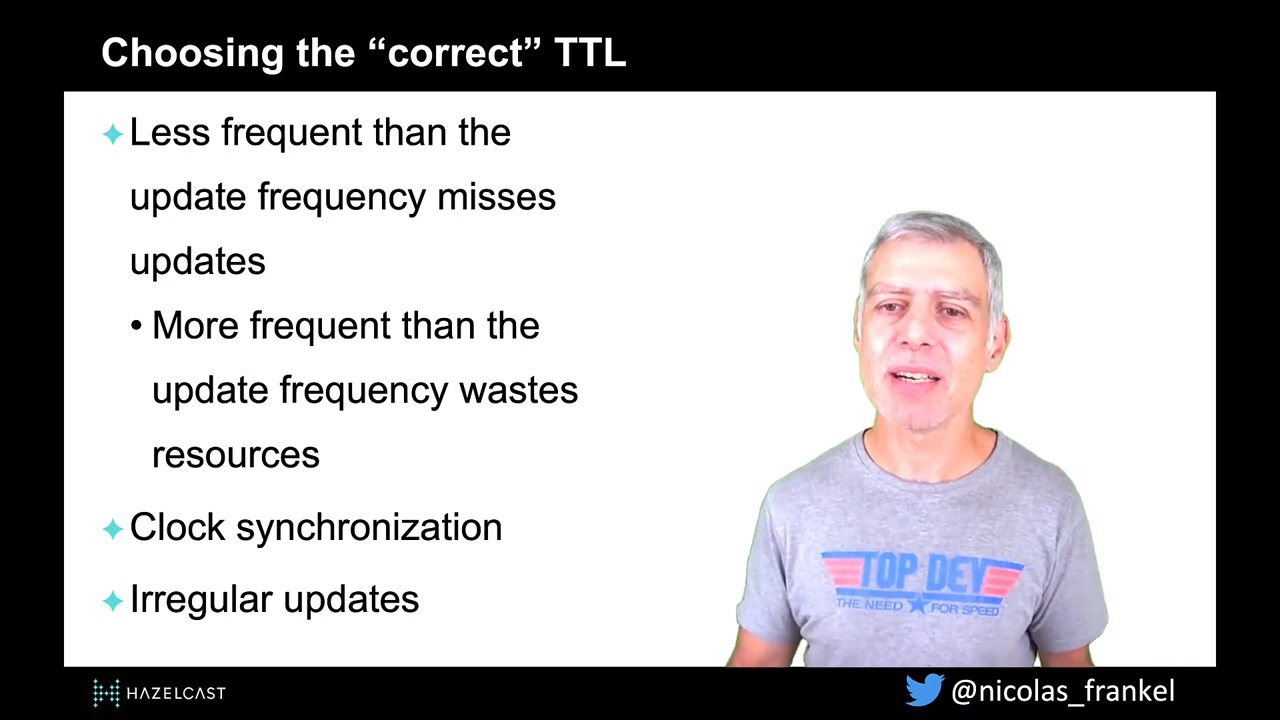 Choosing the “correct” TTL
Less frequent than the
update frequency misses
updates
• More frequent than the
update frequency wastes
resources
Clock synchronization
Irregular updates
TOP DEV
THE NEED FOR SPEED
HAZELCAST
@nicolas_frankel